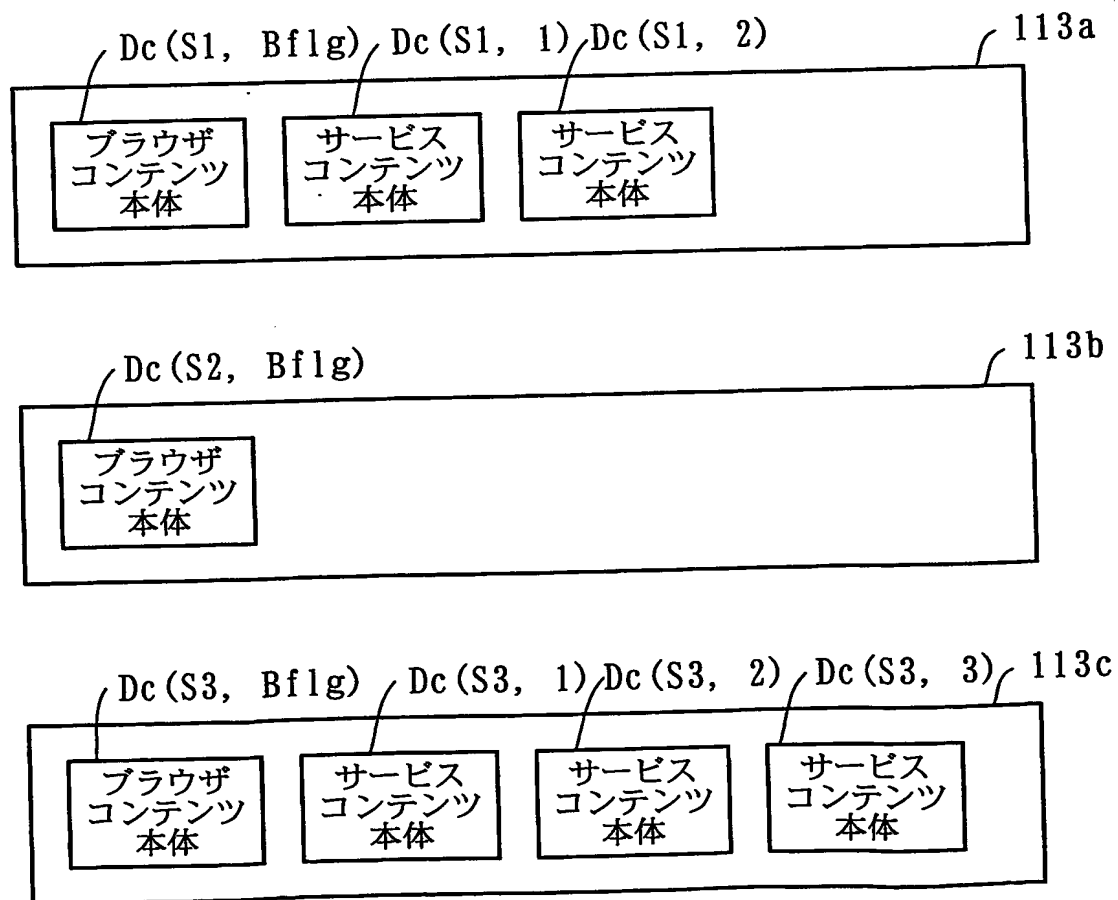 Dc(S1, Bflg) Dc(S1, 1) Dc(S1, 2) 113a
ブラウザ
コンテンツ
本体
サービス
コンテンツ
本体
サービス
コンテンツ
本体
Dc(S2, Bflg) 113b
ブラウザ
コンテンツ
本体
Dc(S3, Bflg) Dc(S3, 1) Dc(S3, 2) Dc(S3, 3) 113c
ブラウザ
コンテンツ
本体
サービス
コンテンツ
本体
サービス
コンテンツ
本体
サービス
コンテンツ
本体